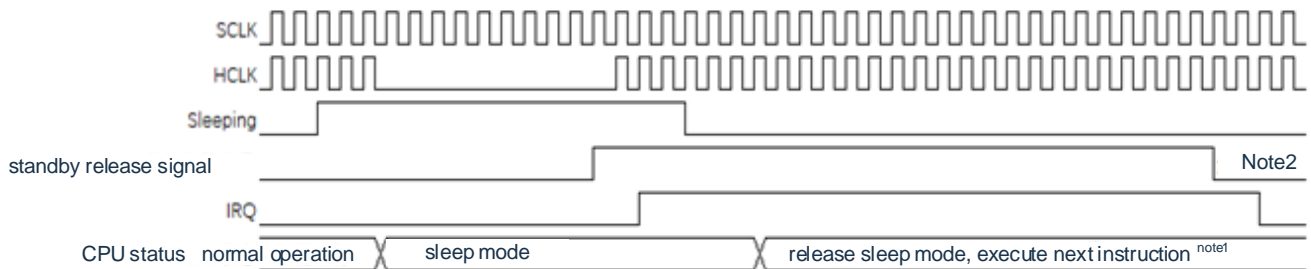 SCLK
HCLK
Sleeping
standby release signal
Note2
IRQ
CPU status normal operation sleep mode release sleep mode, execute next instruction note1